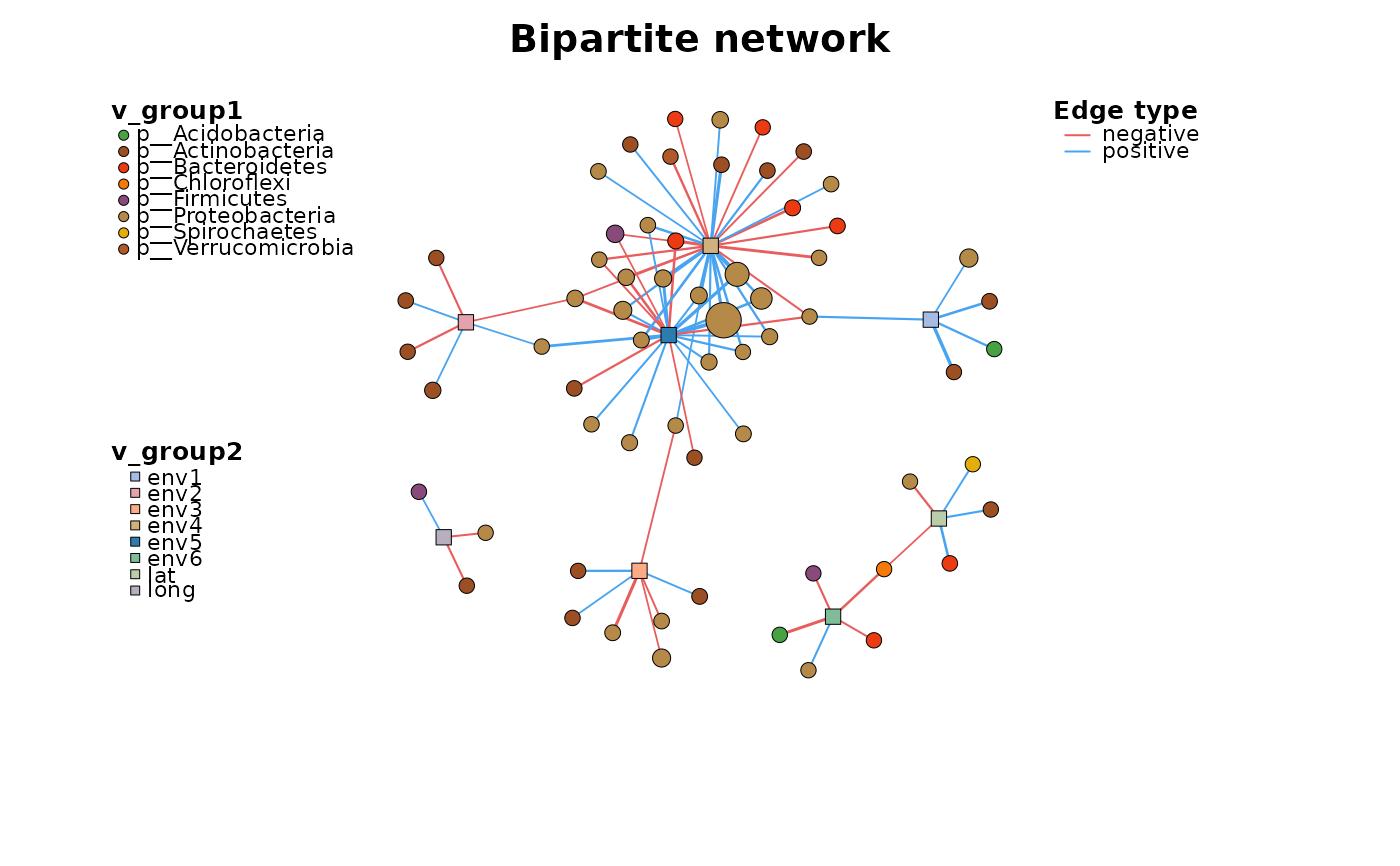 Bipartite network
v_group1
p__Acidobacteria
p__Actinobacteria
p__Bacteroidetes
p__Chloroflexi
p__Firmicutes
p__Proteobacteria
p__Spirochaetes
p__Verrucomicrobia
Edge type
negative
positive
v_group2
env1
env2
env3
env4
env5
env6
lat
long